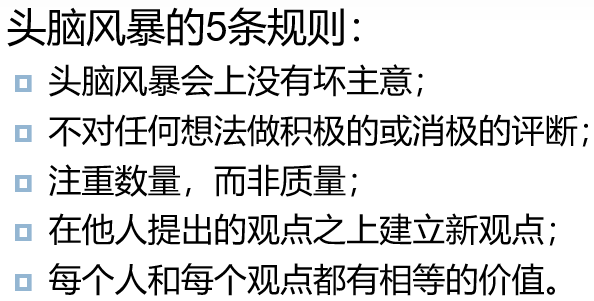 头脑风暴的5条规则：
头脑风暴会上没有坏主意；
不对任何想法做积极的或消极的评断；
注重数量，而非质量；
在他人提出的观点之上建立新观点；
每个人和每个观点都有相等的价值。